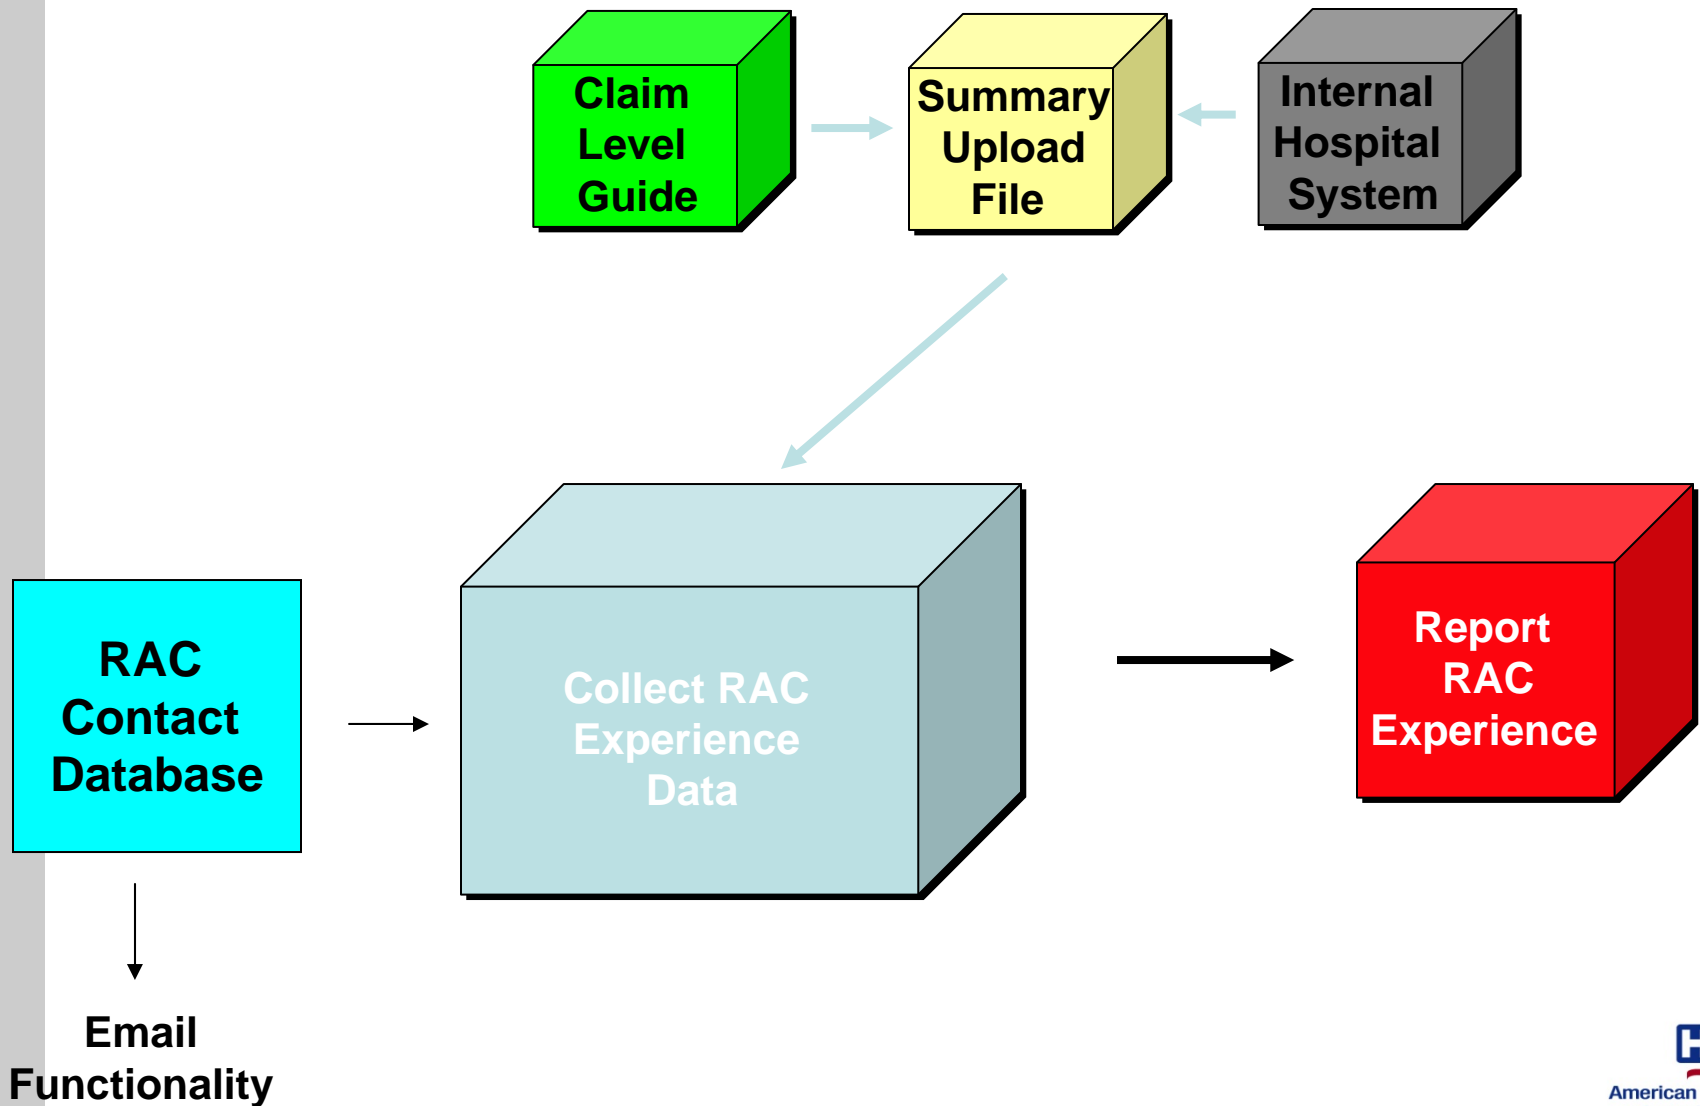 Claim
Level
Guide
Summary
Upload
File
Internal
Hospital
System
RAC
Contact
Database
Collect RAC
Experience
Data
Report
RAC
Experience
Email
Functionality
American